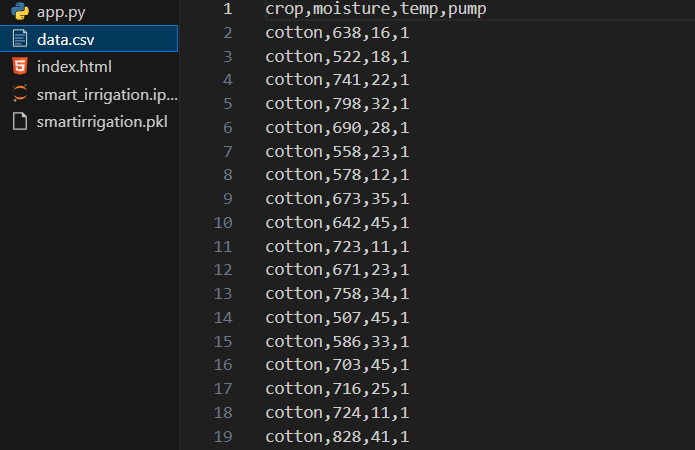 app.py
data.csv
index.html
smart_irrigation.ip...
smartirrigation.pkl
1 crop,moisture,temp,pump
2 cotton,638,16,1
3 cotton,522,18,1
4 cotton,741,22,1
5 cotton,798,32,1
6 cotton,690,28,1
7 cotton,558,23,1
8 cotton,578,12,1
9 cotton,673,35,1
10 cotton,642,45,1
11 cotton,723,11,1
12 cotton,671,23,1
13 cotton,758,34,1
14 cotton,507,45,1
15 cotton,586,33,1
16 cotton,703,45,1
17 cotton,716,25,1
18 cotton,724,11,1
19 cotton,828,41,1